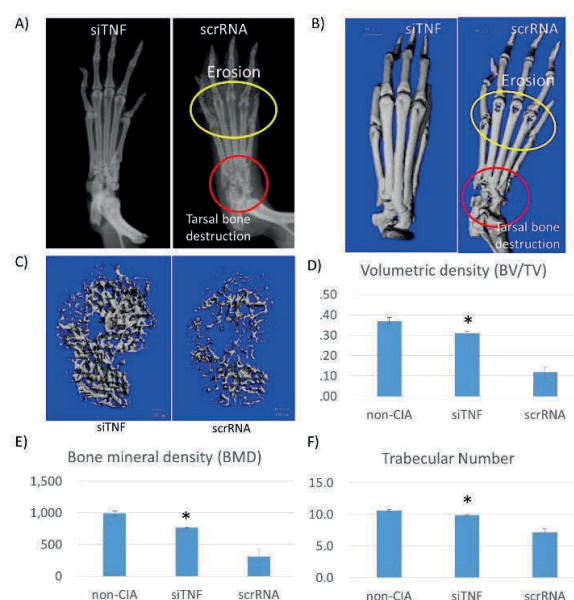 A)
siTNF
scrRNA
Erosion
Tarsal bone
destruction
B)
siTNF
scrRNA
Erosion
Tarsal bone
destruction
C)
siTNF
scrRNA
D)
Volumetric density (BV/TV)
.50
.40
.30
.20
.10
.00
*
non-CIA
siTNF
scrRNA
E)
Bone mineral density (BMD)
1,500
1,000
500
0
*
non-CIA
siTNF
scrRNA
F)
Trabecular Number
15.0
10.0
5.0
0.0
*
non-CIA
siTNF
scrRNA